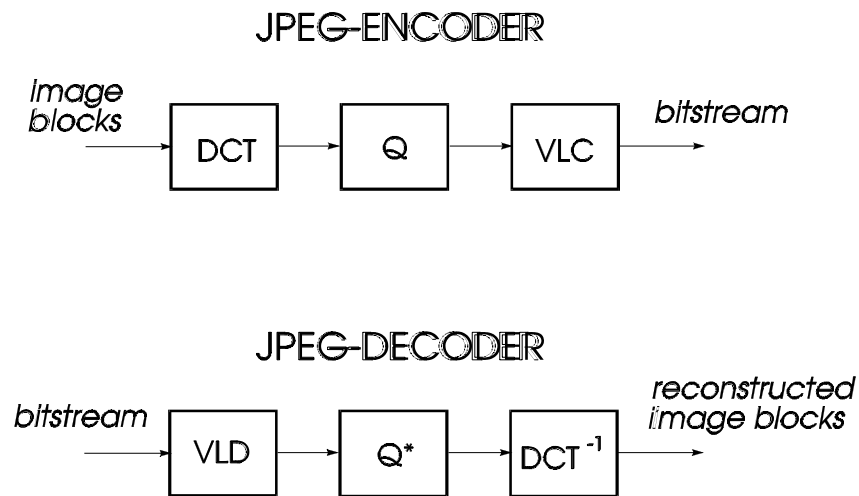 JPEG-ENCODER
image
blocks
DCT
Q
VLC
bitstream
JPEG-DECODER
bitstream
VLD
Q*
DCT⁻¹
reconstructed
image blocks